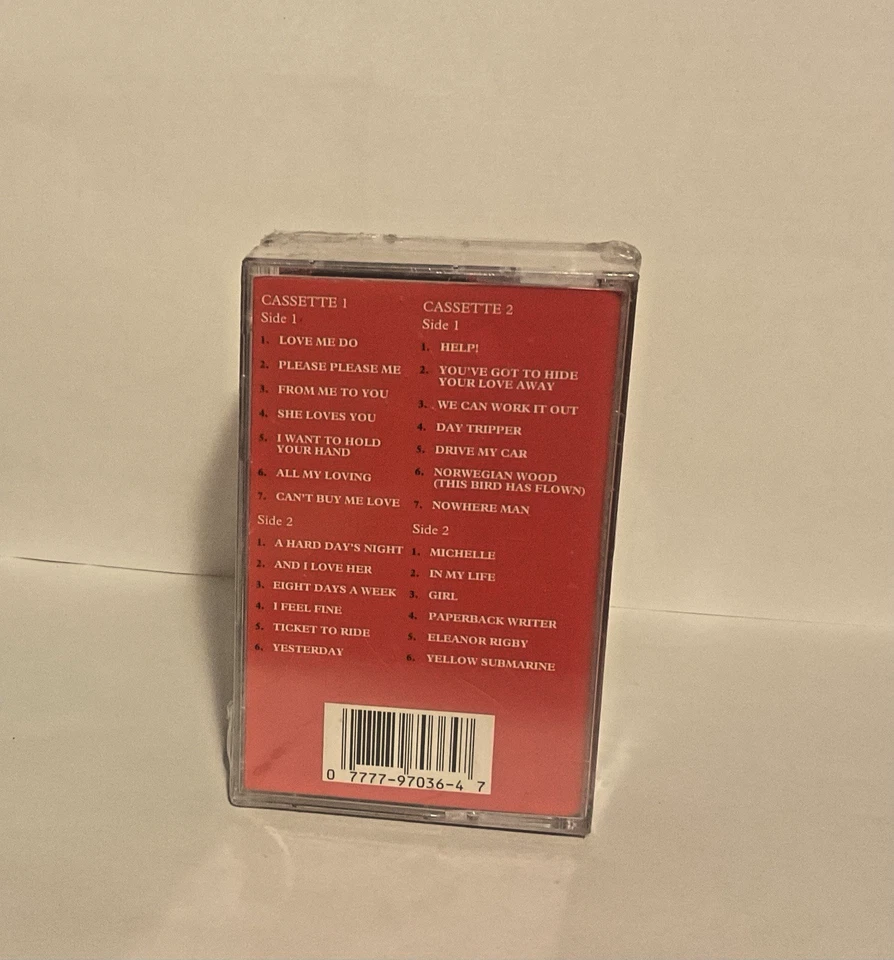 CASSETTE 1
Side 1
1. LOVE ME DO
2. PLEASE PLEASE ME
3. FROM ME TO YOU
4. SHE LOVES YOU
5. I WANT TO HOLD
YOUR HAND
6. ALL MY LOVING
7. CAN'T BUY ME LOVE
Side 2
1. A HARD DAY'S NIGHT
2. AND I LOVE HER
3. EIGHT DAYS A WEEK
4. I FEEL FINE
5. TICKET TO RIDE
6. YESTERDAY
CASSETTE 2
Side 1
1. HELP!
2. YOU'VE GOT TO HIDE
YOUR LOVE AWAY
3. WE CAN WORK IT OUT
4. DAY TRIPPER
5. DRIVE MY CAR
6. NORWEGIAN WOOD
(THIS BIRD HAS FLOWN)
7. NOWHERE MAN
Side 2
1. MICHELLE
2. IN MY LIFE
3. GIRL
4. PAPERBACK WRITER
5. ELEANOR RIGBY
6. YELLOW SUBMARINE
0 7777-97036-4 7